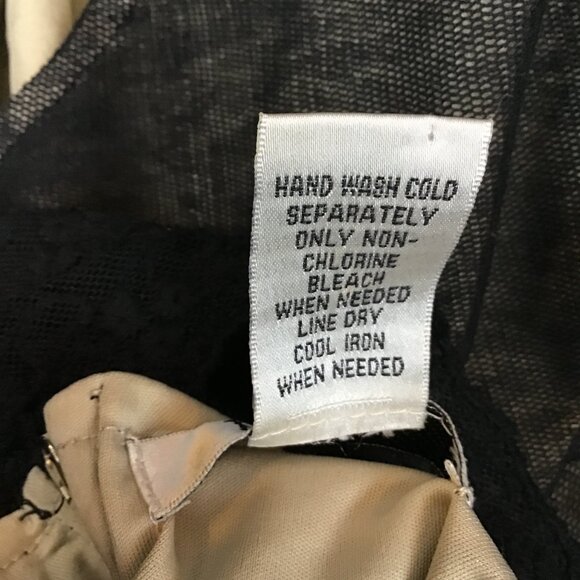 HAND WASH COLD
SEPARATELY
ONLY NON-
CHLORINE
BLEACH
WHEN NEEDED
LINE DRY
COOL IRON
WHEN NEEDED